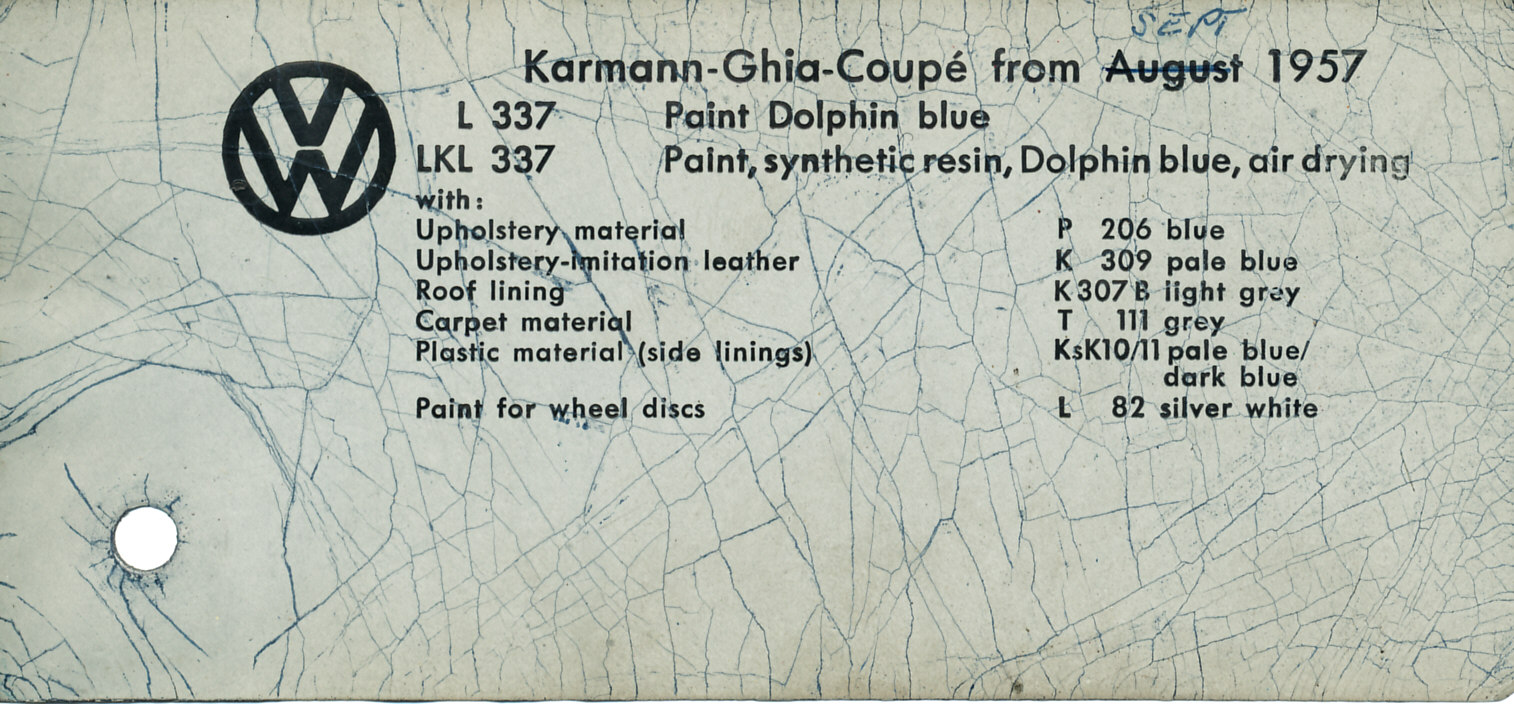 SEPT
Karmann-Ghia-Coupé from August 1957
L 337 Paint Dolphin blue
LKL 337 Paint, synthetic resin, Dolphin blue, air drying
with:
Upholstery material P 206 blue
Upholstery-imitation leather K 309 pale blue
Roof lining K 307 B light grey
Carpet material T 111 grey
Plastic material (side linings) KsK10/11 pale blue/
dark blue
Paint for wheel discs L 82 silver white